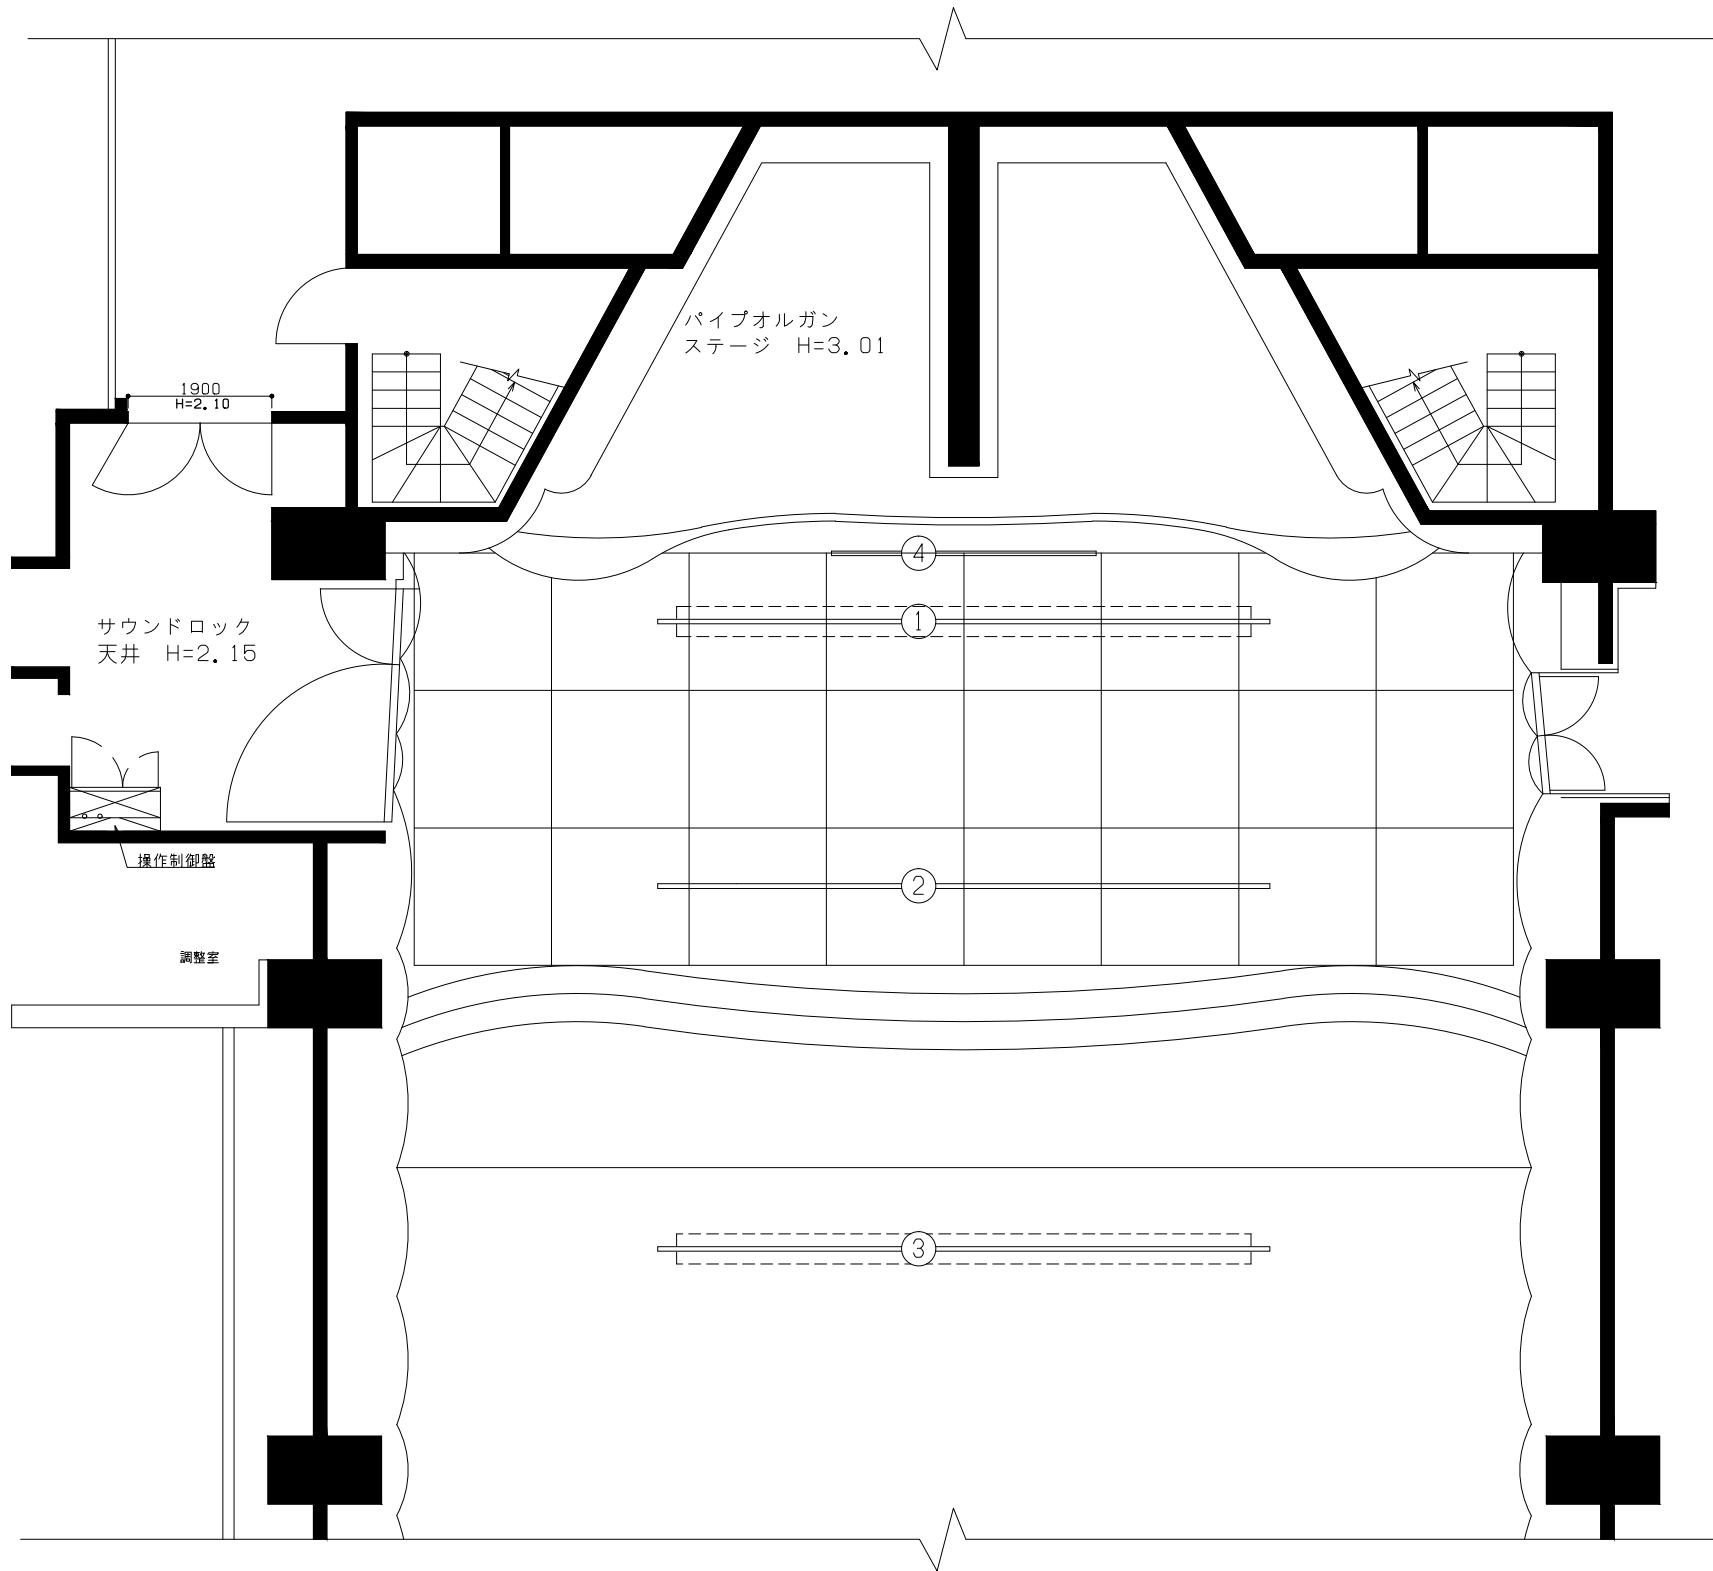 パイプオルガン
ステージ H=3.01
1900
H=2.10
④
①
サウンドロック
天井 H=2.15
操作制御盤
②
調整室
③